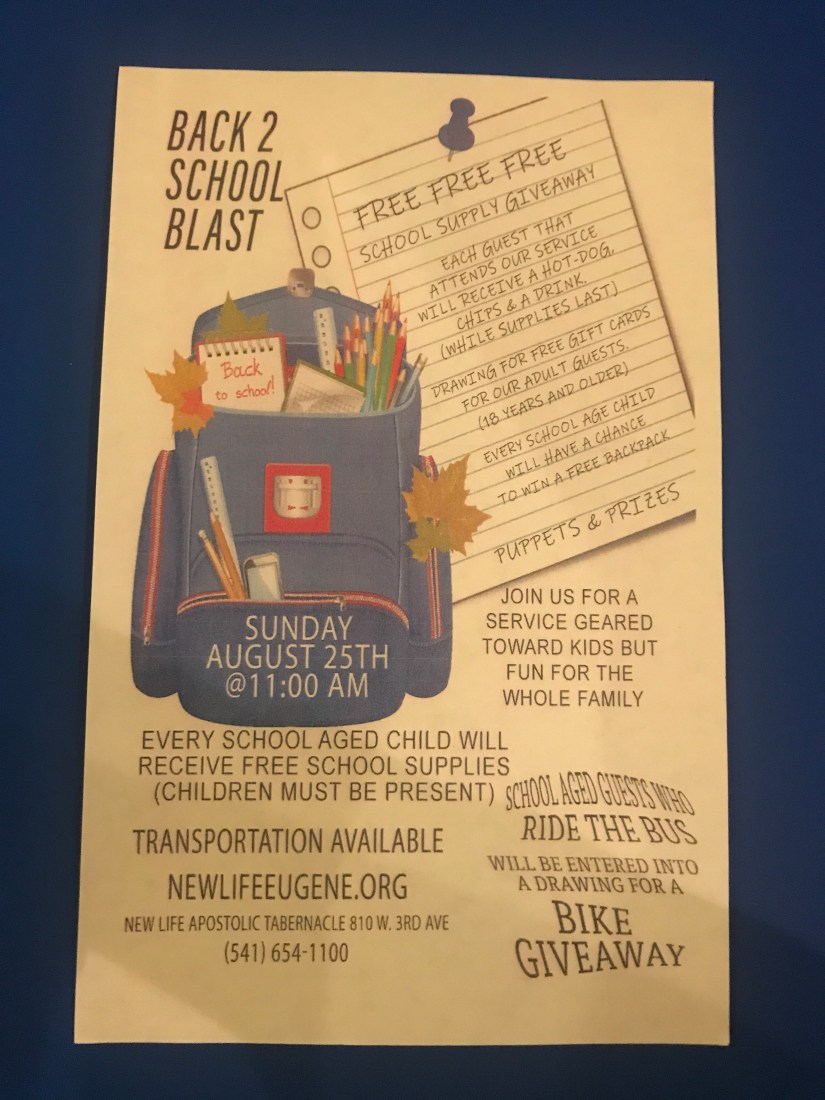 BACK 2
SCHOOL
BLAST
FREE FREE FREE
SCHOOL SUPPLY GIVEAWAY
EACH GUEST THAT
ATTENDS OUR SERVICE
WILL RECEIVE A HOT-DOG,
CHIPS & A DRINK.
(WHILE SUPPLIES LAST)
DRAWING FOR FREE GIFT CARDS
FOR OUR ADULT GUESTS.
(18 YEARS AND OLDER)
EVERY SCHOOL AGE CHILD
WILL HAVE A CHANCE
TO WIN A FREE BACKPACK
PUPPETS & PRIZES
Back
to school!
SUNDAY
AUGUST 25TH
@11:00 AM
JOIN US FOR A
SERVICE GEARED
TOWARD KIDS BUT
FUN FOR THE
WHOLE FAMILY
EVERY SCHOOL AGED CHILD WILL
RECEIVE FREE SCHOOL SUPPLIES
(CHILDREN MUST BE PRESENT)
SCHOOL AGED GUESTS WHO
RIDE THE BUS
WILL BE ENTERED INTO
A DRAWING FOR A
BIKE
GIVEAWAY
TRANSPORTATION AVAILABLE
NEWLIFEEUGENE.ORG
NEW LIFE APOSTOLIC TABERNACLE 810 W. 3RD AVE
(541) 654-1100